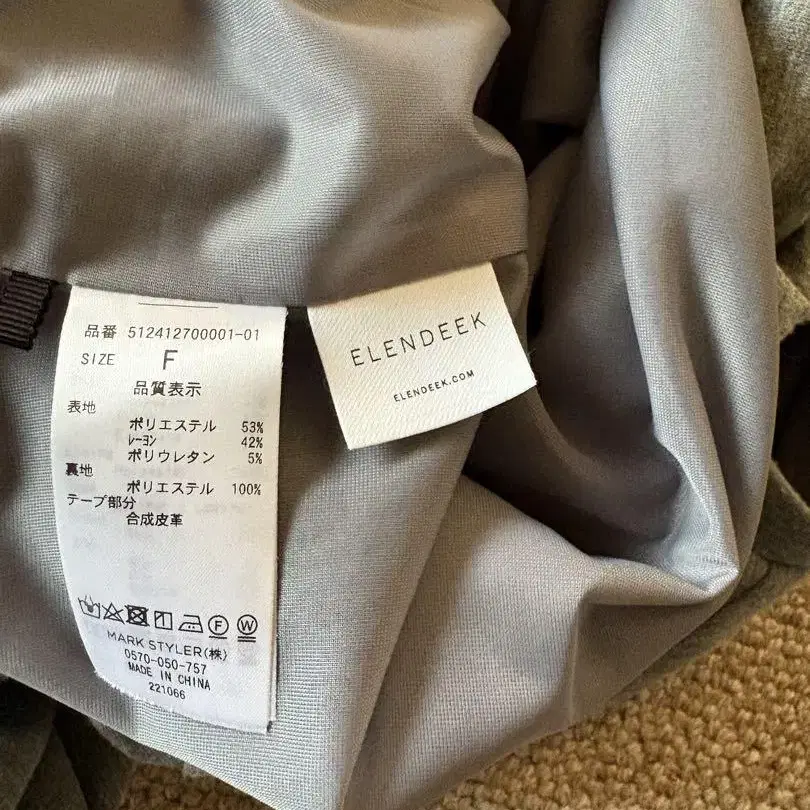 品番 512412700001-01
SIZE F
品質表示
表地
ポリエステル 53%
レーヨン 42%
ポリウレタン 5%
裏地
ポリエステル 100%
テープ部分
合成皮革
F W
MARK STYLER(株)
0570-050-757
MADE IN CHINA
221066
ELENDEEK
ELENDEEK.COM